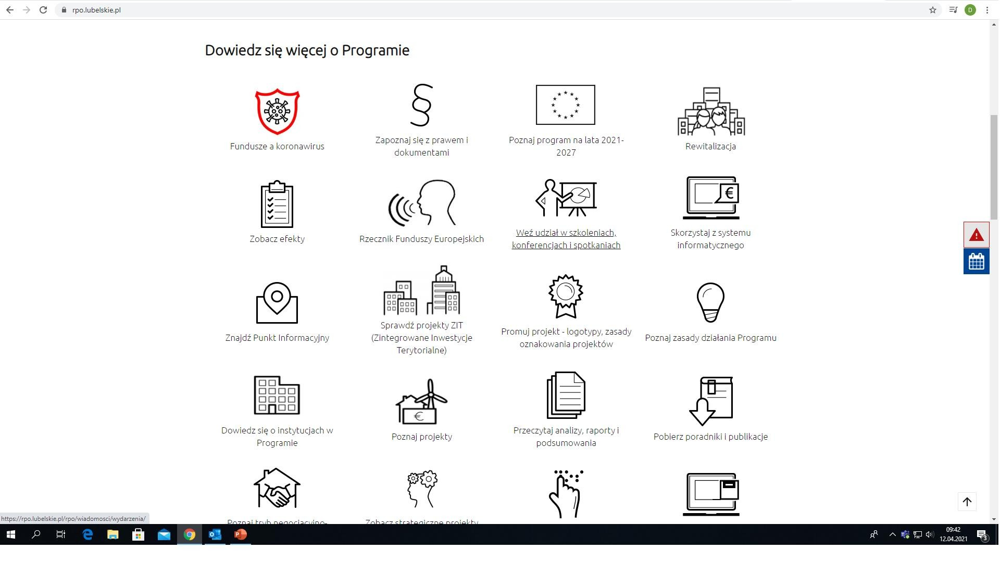 rpo.lubelskie.pl
D
Dowiedz się więcej o Programie
Fundusze a koronawirus
Zapoznaj się z prawem i
dokumentami
Poznaj program na lata 2021-
2027
Rewitalizacja
Zobacz efekty
Rzecznik Funduszy Europejskich
Weź udział w szkoleniach,
konferencjach i spotkaniach
Skorzystaj z systemu
informatycznego
Znajdź Punkt Informacyjny
Sprawdź projekty ZIT
(Zintegrowane Inwestycje
Terytorialne)
Promuj projekt - logotypy, zasady
oznakowania projektów
Poznaj zasady działania Programu
Dowiedz się o instytucjach w
Programie
Poznaj projekty
Przeczytaj analizy, raporty i
podsumowania
Pobierz poradniki i publikacje
Poznaj tryb negocjacyjno-
Zobacz strategiczne projekty
https://rpo.lubelskie.pl/rpo/wiadomosci/wydarzenia/
09:42
12.04.2021
3